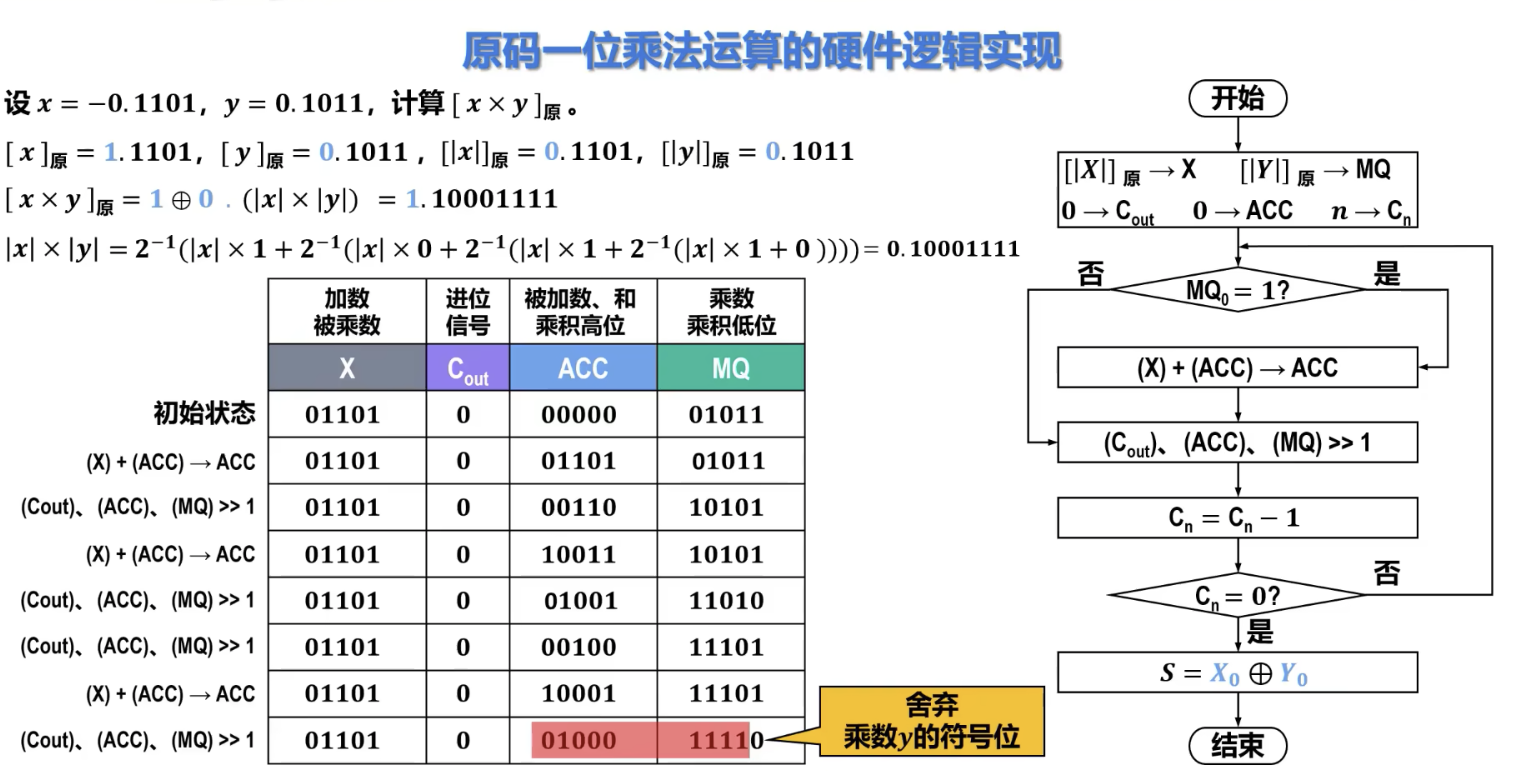 原码一位乘法运算的硬件逻辑实现
设 x = −0.1101，y = 0.1011，计算 [ x × y ]原 。
[ x ]原 = 1.1101，[ y ]原 = 0.1011 ，[|x|]原 = 0.1101，[|y|]原 = 0.1011
[ x × y ]原 = 1 ⊕ 0 . (|x| × |y|) = 1.10001111
|x| × |y| = 2⁻¹(|x| × 1 + 2⁻¹(|x| × 0 + 2⁻¹(|x| × 1 + 2⁻¹(|x| × 1 + 0 )))) = 0.10001111
加数 进位 被加数、和 乘数
被乘数 信号 乘积高位 乘积低位
X Cout ACC MQ
初始状态 01101 0 00000 01011
(X) + (ACC) → ACC 01101 0 01101 01011
(Cout)、(ACC)、(MQ) >> 1 01101 0 00110 10101
(X) + (ACC) → ACC 01101 0 10011 10101
(Cout)、(ACC)、(MQ) >> 1 01101 0 01001 11010
(Cout)、(ACC)、(MQ) >> 1 01101 0 00100 11101
(X) + (ACC) → ACC 01101 0 10001 11101
(Cout)、(ACC)、(MQ) >> 1 01101 0 01000 11110
舍弃
乘数y的符号位
开始
[|X|] 原 → X [|Y|] 原 → MQ
0 → Cout 0 → ACC n → Cn
否 是
MQ0 = 1?
(X) + (ACC) → ACC
(Cout)、(ACC)、(MQ) >> 1
Cn = Cn − 1
否
Cn = 0?
是
S = X0 ⊕ Y0
结束